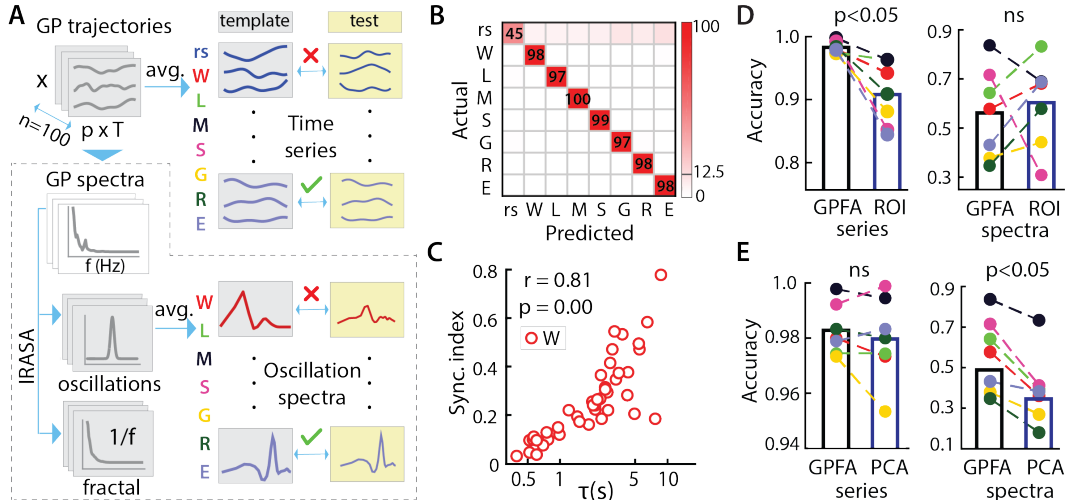 A
GP trajectories
X
n=100
p x T
avg.
GP spectra
f (Hz)
IRASA
oscillations
avg.
1/f
fractal
template
test
rs
W
L
M
S
G
R
E
Time
series
W
L
M
S
G
R
E
Oscillation
spectra
B
Actual
rs
W
L
M
S
G
R
E
45
98
97
100
99
97
98
98
rs W L M S G R E
Predicted
100
12.5
0
C
Sync. index
0.8
0.6
0.4
0.2
0
r = 0.81
p = 0.00
W
0.5 1 5 10
τ(s)
D
p<0.05
Accuracy
1.0
0.9
0.8
GPFA ROI
series
ns
0.9
0.7
0.5
0.3
GPFA ROI
spectra
E
ns
Accuracy
1.0
0.98
0.96
0.94
GPFA PCA
series
p<0.05
0.9
0.7
0.5
0.3
0.1
GPFA PCA
spectra